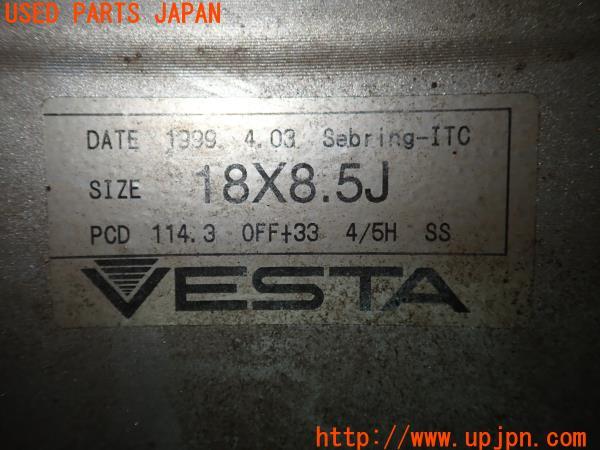 USED PARTS JAPAN
DATE 1999 4.03 Sebring-ITC
SIZE 18X8.5J
PCD 114.3 OFF+33 4/5H SS
VESTA
http://www.upjpn.com/